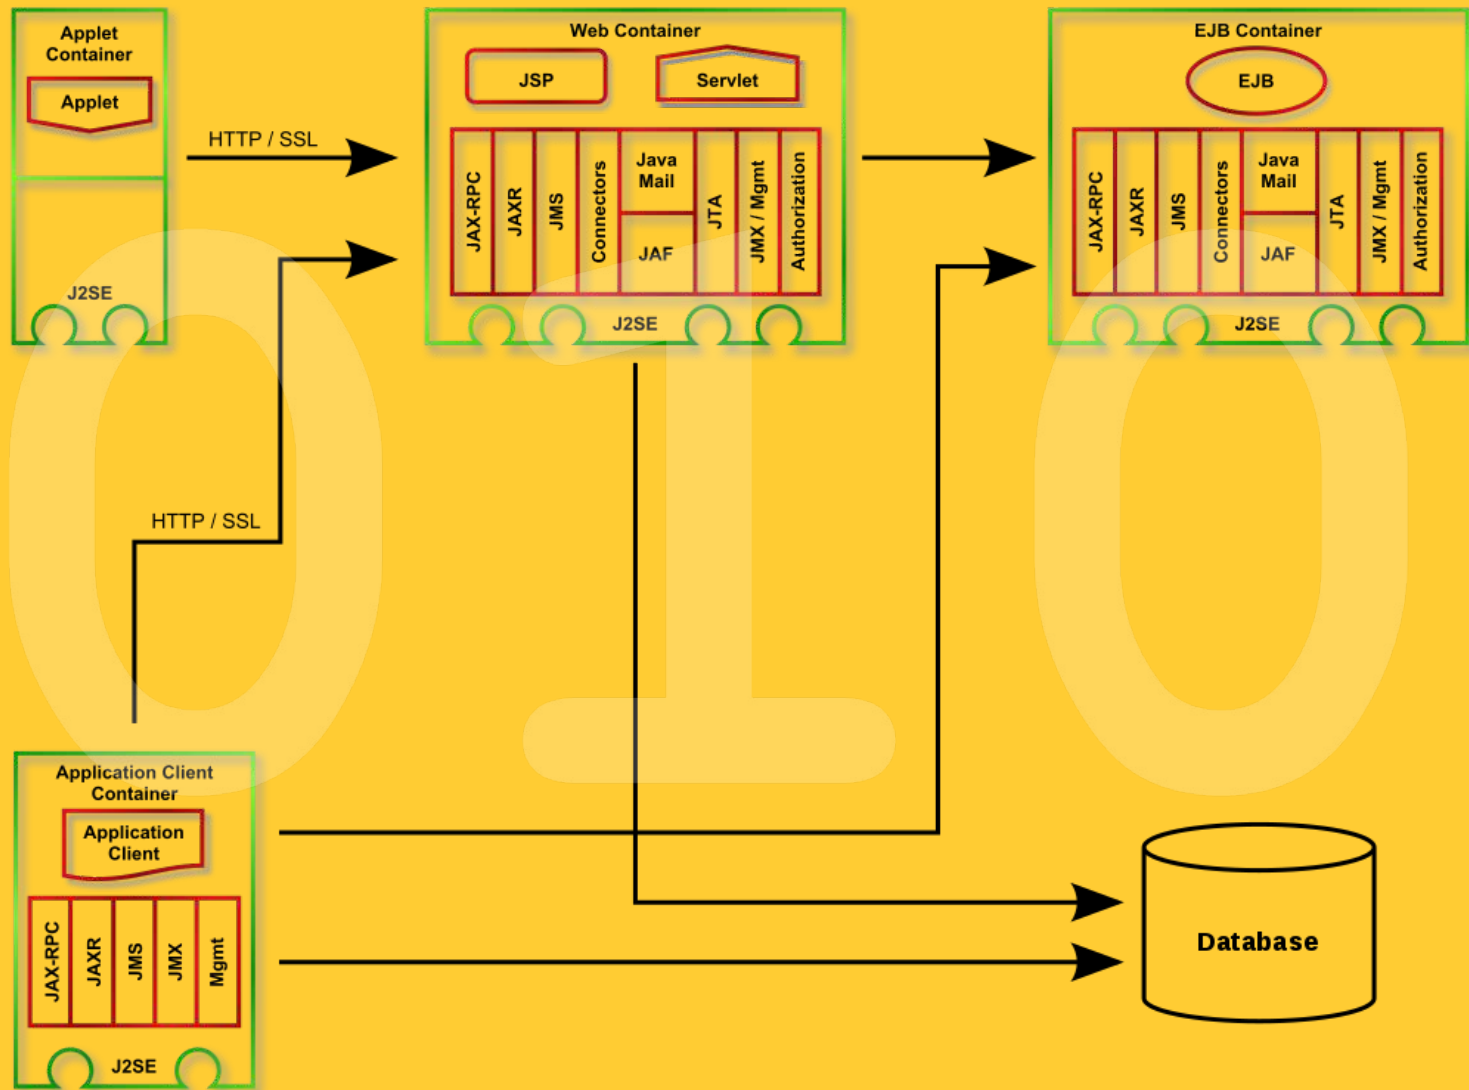 Applet
Container
Applet
J2SE
HTTP / SSL
Web Container
JSP
Servlet
JAX-RPC
JAXR
JMS
Connectors
Java
Mail
JAF
JTA
JMX / Mgmt
Authorization
J2SE
EJB Container
EJB
JAX-RPC
JAXR
JMS
Connectors
Java
Mail
JAF
JTA
JMX / Mgmt
Authorization
J2SE
HTTP / SSL
Application Client
Container
Application
Client
JAX-RPC
JAXR
JMS
JMX
Mgmt
J2SE
Database
010